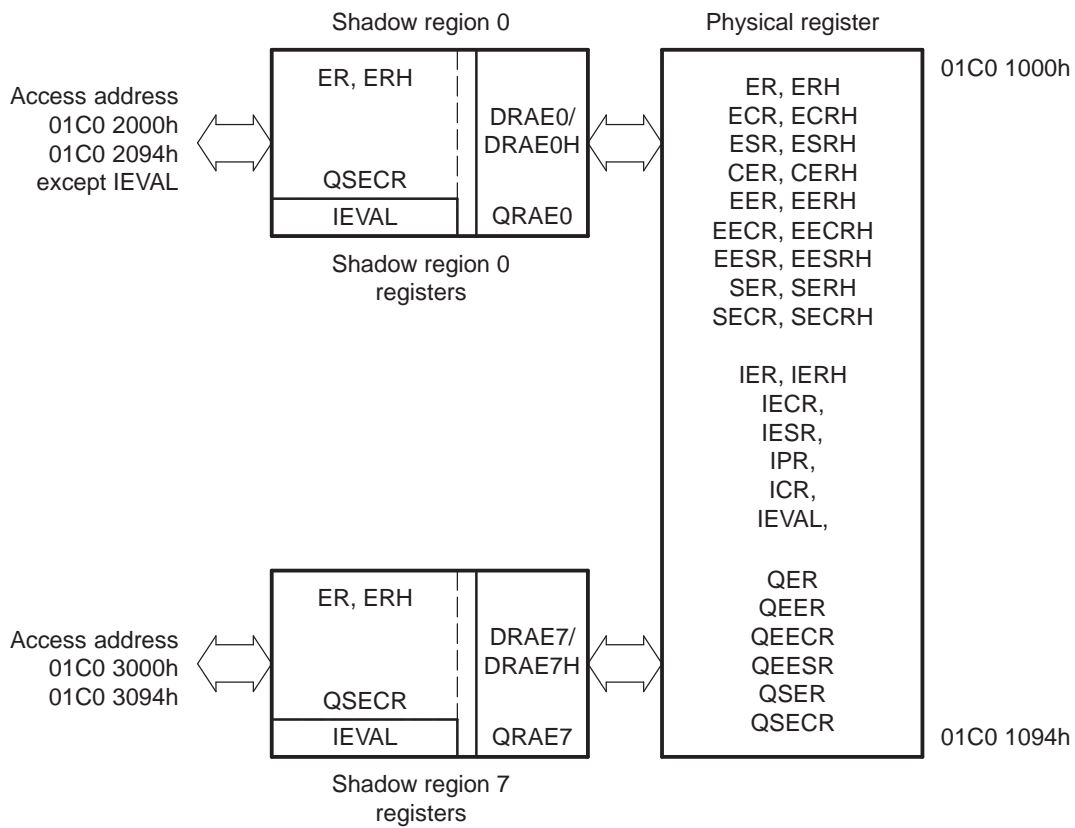 Shadow region 0
Physical register
Access address
01C0 2000h
01C0 2094h
except IEVAL
ER, ERH
QSECR
IEVAL
DRAE0/
DRAE0H
QRAE0
Shadow region 0
registers
01C0 1000h
ER, ERH
ECR, ECRH
ESR, ESRH
CER, CERH
EER, EERH
EECR, EECRH
EESR, EESRH
SER, SERH
SECR, SECRH
IER, IERH
IECR,
IESR,
IPR,
ICR,
IEVAL,
QER
QEER
QEECR
QEESR
QSER
QSECR
01C0 1094h
Access address
01C0 3000h
01C0 3094h
ER, ERH
QSECR
IEVAL
DRAE7/
DRAE7H
QRAE7
Shadow region 7
registers